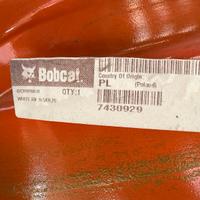 Bobcat.
Country Of Origin:
PL (Poland)
QTY:1
7430929